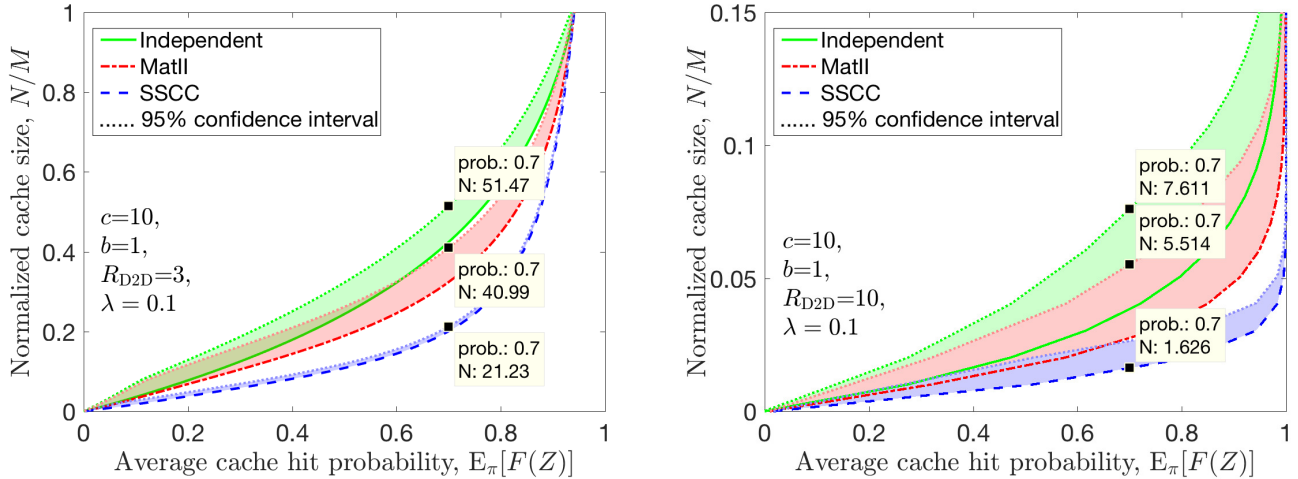 Normalized cache size, N/M
1
0.8
0.6
0.4
0.2
0
Independent
MatII
SSCC
95% confidence interval
prob.: 0.7
N: 51.47
c=10,
b=1,
R_D2D=3,
λ = 0.1
prob.: 0.7
N: 40.99
prob.: 0.7
N: 21.23
0 0.2 0.4 0.6 0.8 1
Average cache hit probability, E_π[F(Z)]
Normalized cache size, N/M
0.15
0.1
0.05
0
Independent
MatII
SSCC
95% confidence interval
prob.: 0.7
N: 7.611
prob.: 0.7
N: 5.514
c=10,
b=1,
R_D2D=10,
λ = 0.1
prob.: 0.7
N: 1.626
0 0.2 0.4 0.6 0.8 1
Average cache hit probability, E_π[F(Z)]